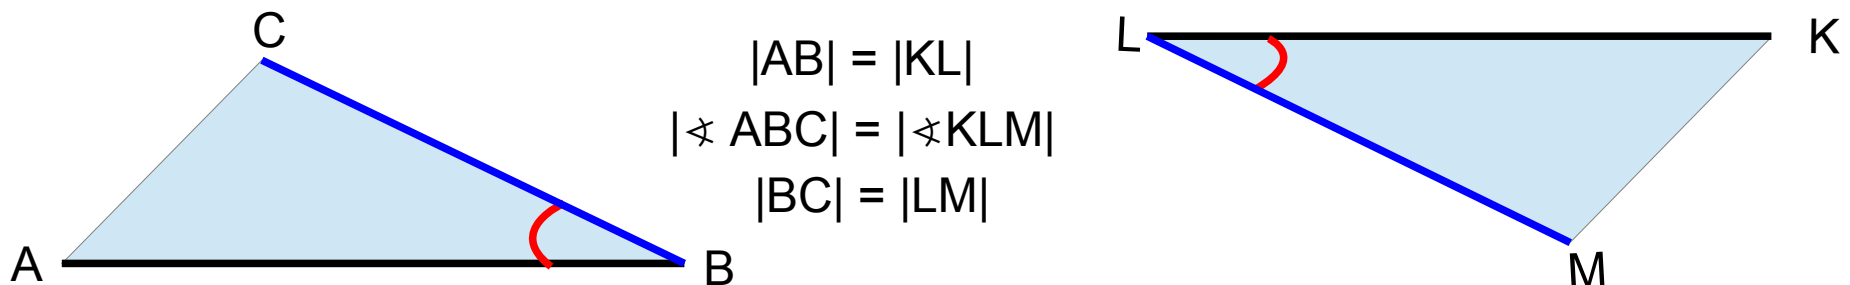 C
|AB| = |KL|
L
K
|∢ ABC| = |∢KLM|
|BC| = |LM|
A
B
M